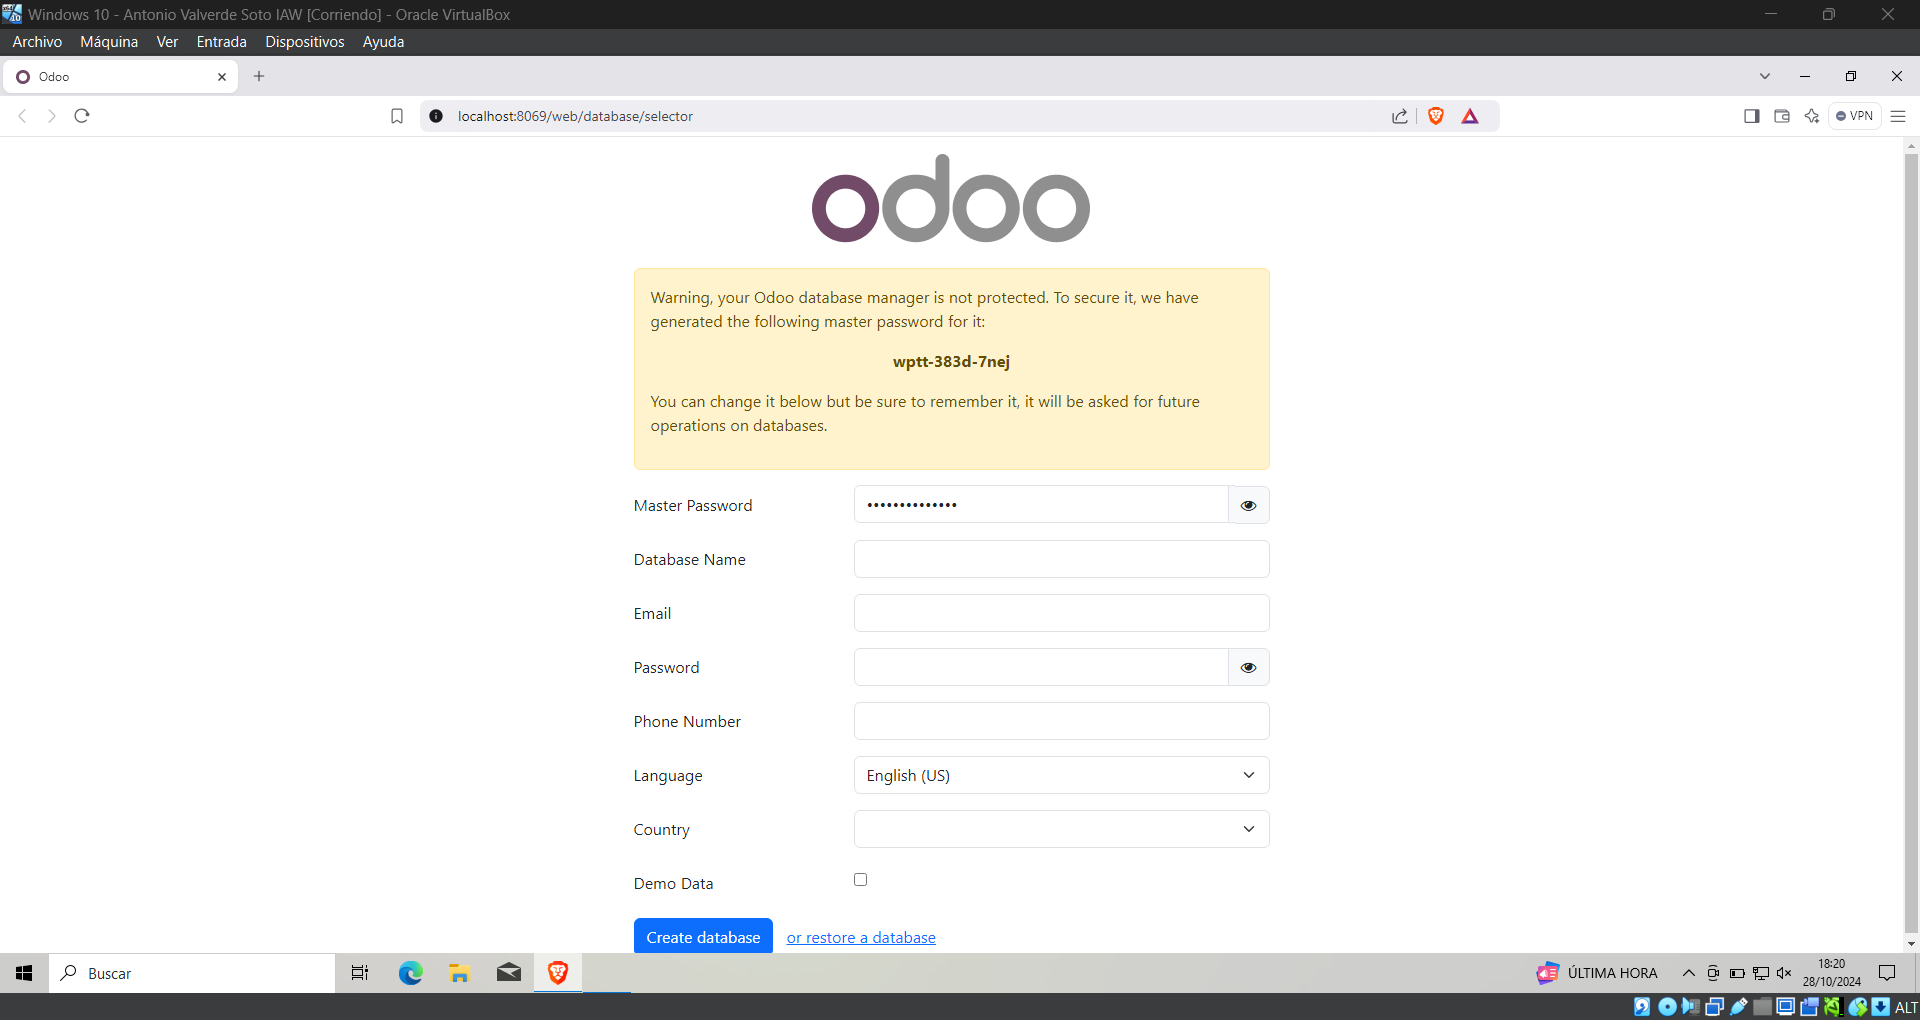 Windows 10 - Antonio Valverde Soto IAW [Corriendo] - Oracle VirtualBox
Archivo Máquina Ver Entrada Dispositivos Ayuda
Odoo
localhost:8069/web/database/selector
VPN
odoo
Warning, your Odoo database manager is not protected. To secure it, we have
generated the following master password for it:
wptt-383d-7nej
You can change it below but be sure to remember it, it will be asked for future
operations on databases.
Master Password ••••••••••••••
Database Name
Email
Password
Phone Number
Language English (US)
Country
Demo Data
Create database or restore a database
Buscar
ÚLTIMA HORA
18:20
28/10/2024
ALT